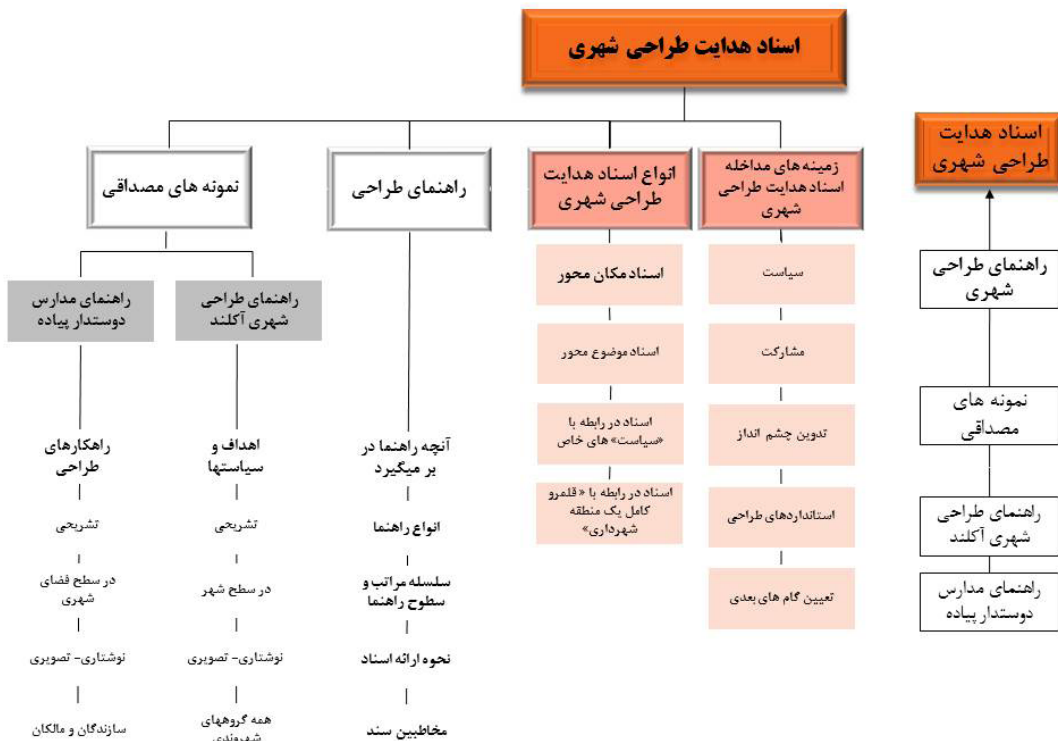 اسناد هدایت طراحی شهری
زمینه های مداخله
اسناد هدایت طراحی
شهری
سیاست
مشارکت
تدوین چشم انداز
استانداردهای طراحی
تعیین گام های بعدی
انواع اسناد هدایت
طراحی شهری
اسناد مکان محور
اسناد موضوع محور
اسناد در رابطه با
«سیاست» های خاص
اسناد در رابطه با « قلمرو
کامل یک منطقه
شهرداری»
راهنمای طراحی
آنچه راهنما در
بر میگیرد
انواع راهنما
سلسله مراتب و
سطوح راهنما
نحوه ارائه اسناد
مخاطبین سند
نمونه های مصداقی
راهنمای طراحی
شهری آکلند
اهداف و
سیاستها
تشریحی
در سطح شهر
نوشتاری- تصویری
همه گروههای
شهروندی
راهنمای مدارس
دوستدار پیاده
راهکارهای
طراحی
تشریحی
در سطح فضای
شهری
نوشتاری- تصویری
سازندگان و مالکان
اسناد هدایت
طراحی شهری
راهنمای طراحی
شهری
نمونه های
مصداقی
راهنمای طراحی
شهری آکلند
راهنمای مدارس
دوستدار پیاده